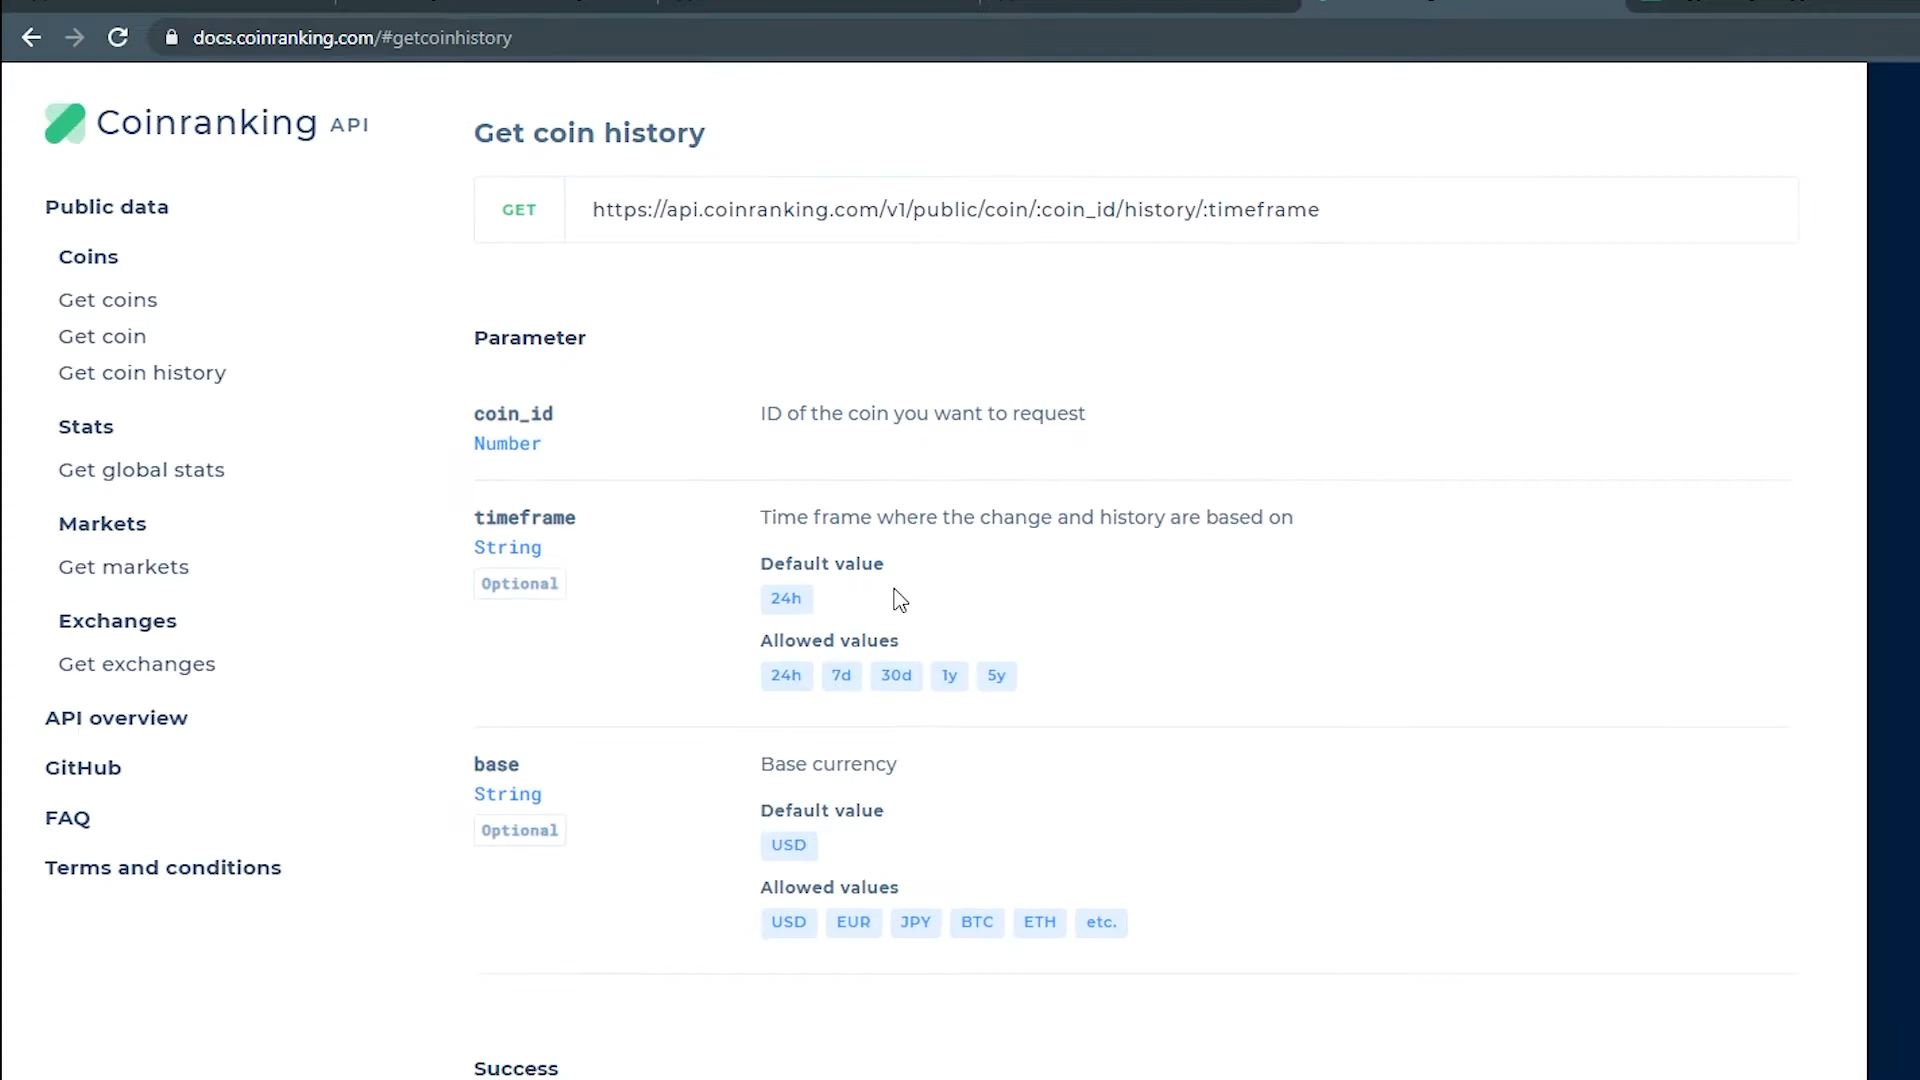 docs.coinranking.com/#getcoinhistory
Coinranking API
Public data
Coins
Get coins
Get coin
Get coin history
Stats
Get global stats
Markets
Get markets
Exchanges
Get exchanges
API overview
GitHub
FAQ
Terms and conditions
Get coin history
GET https://api.coinranking.com/v1/public/coin/:coin_id/history/:timeframe
Parameter
coin_id ID of the coin you want to request
Number
timeframe Time frame where the change and history are based on
String
Optional
Default value
24h
Allowed values
24h 7d 30d 1y 5y
base Base currency
String
Optional
Default value
USD
Allowed values
USD EUR JPY BTC ETH etc.
Success